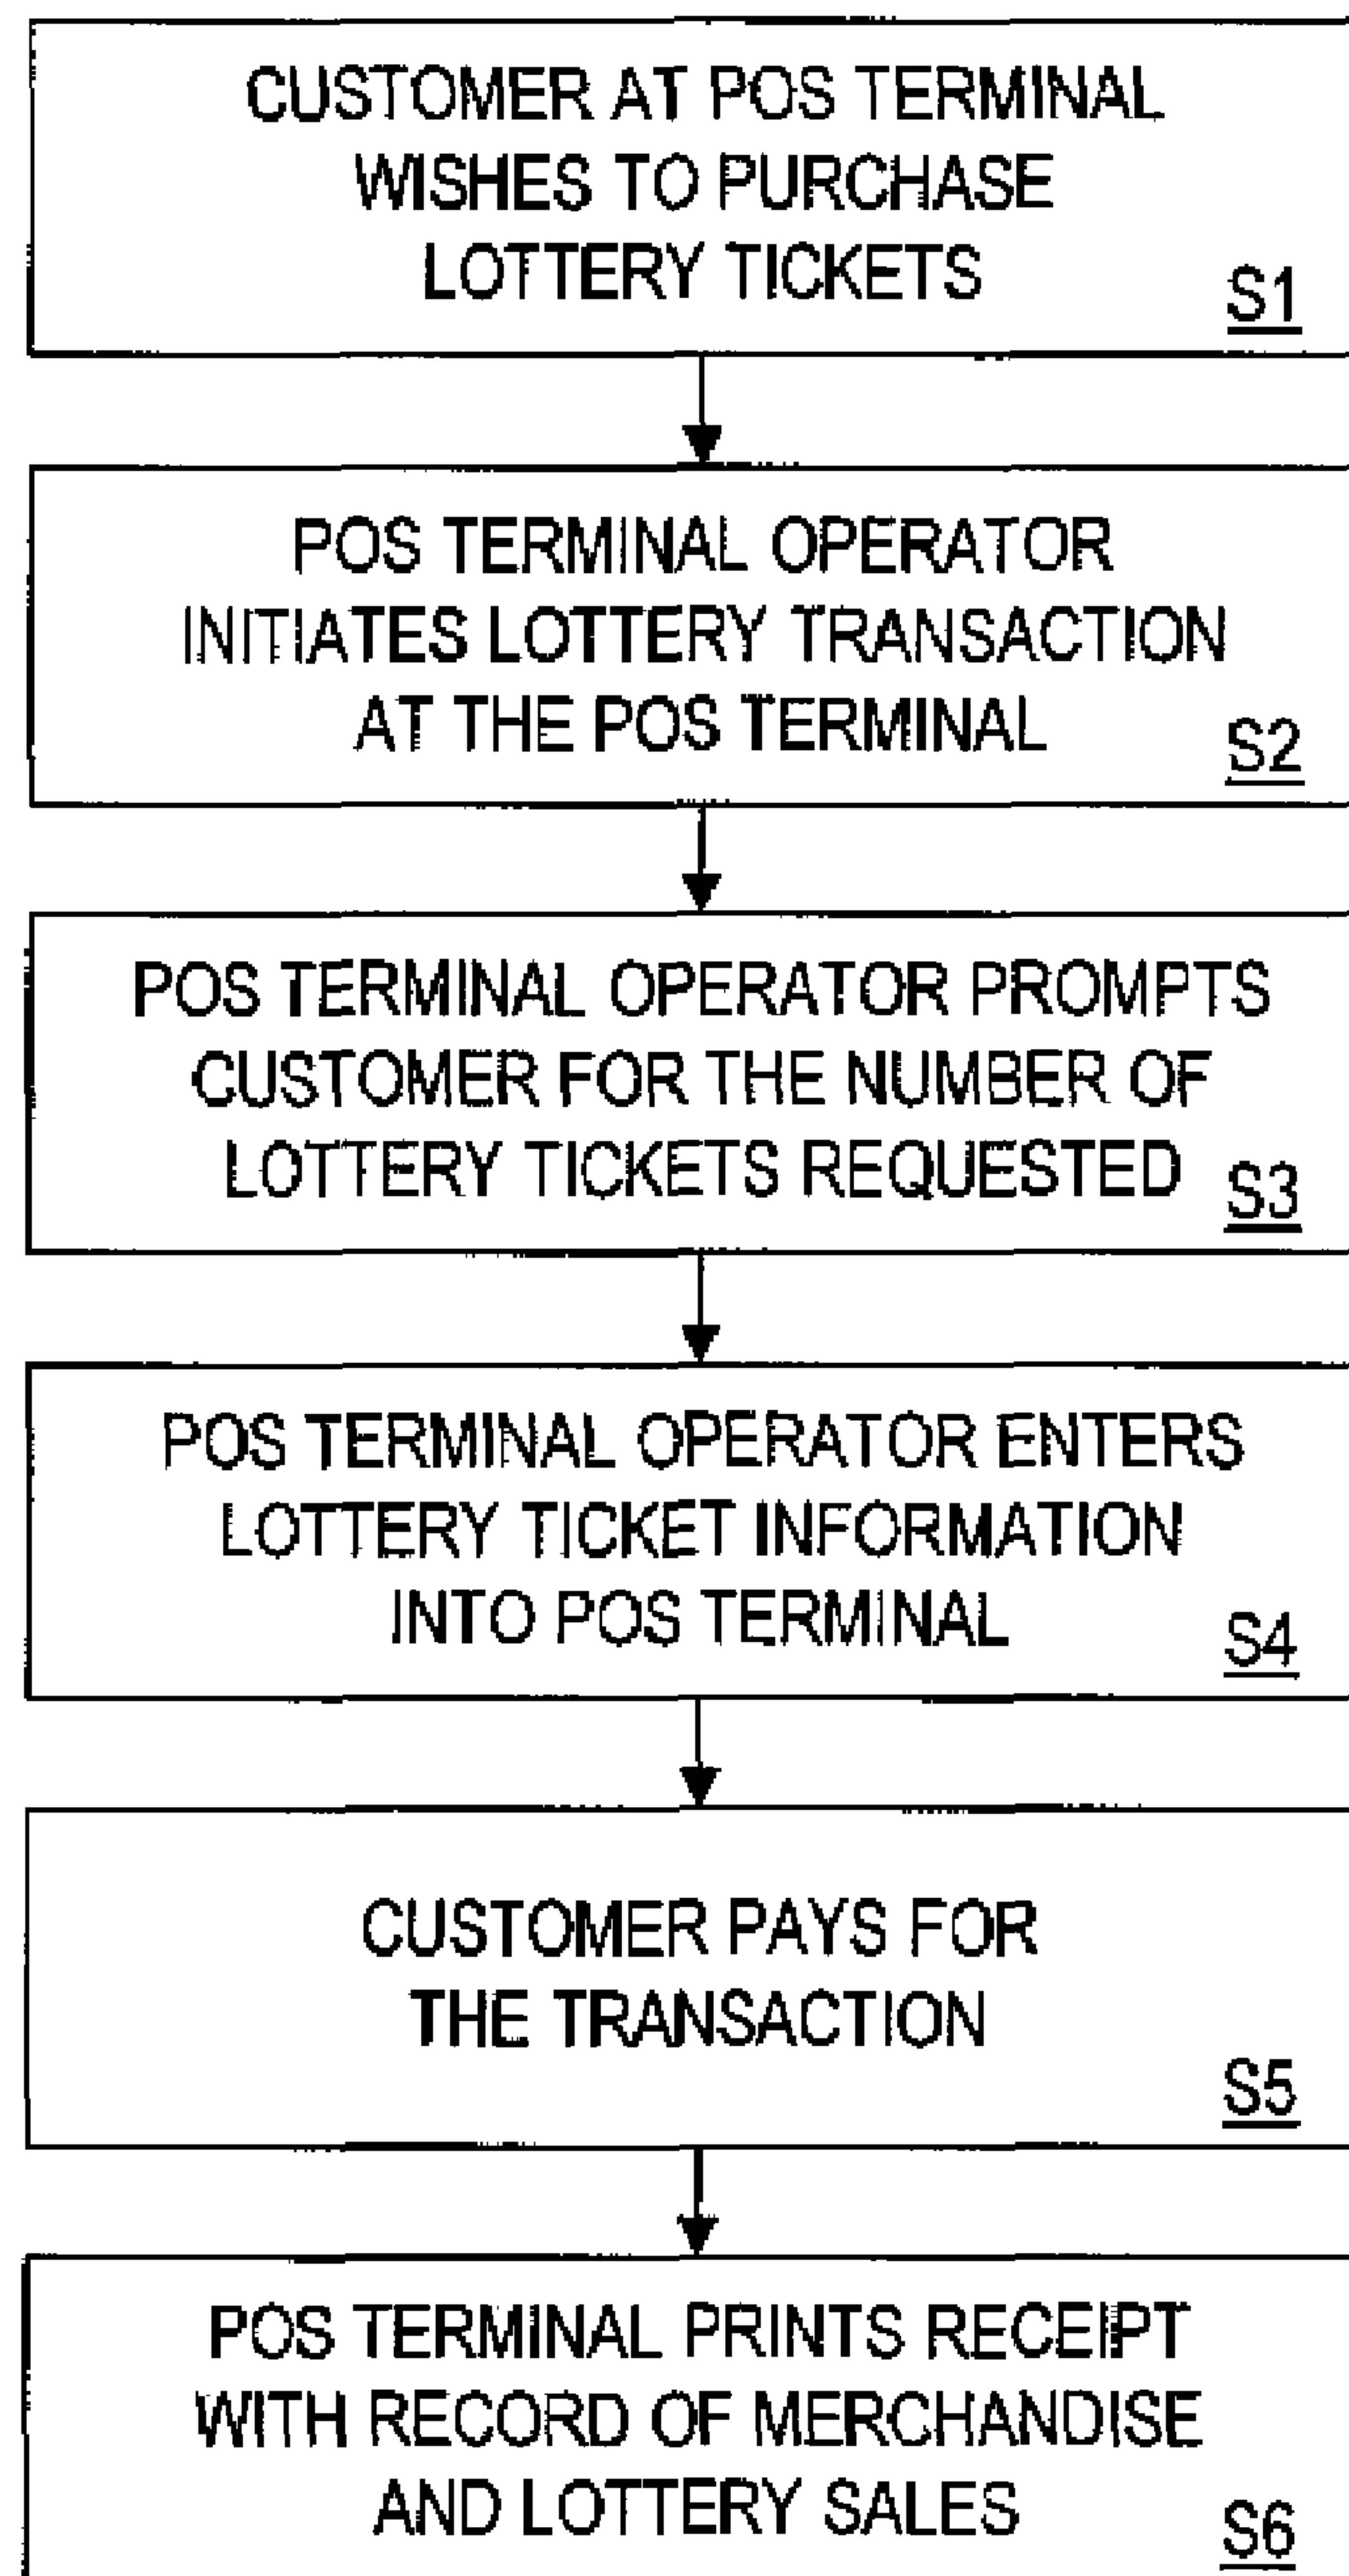 CUSTOMER AT POS TERMINAL
WISHES TO PURCHASE
LOTTERY TICKETS
S1
POS TERMINAL OPERATOR
INITIATES LOTTERY TRANSACTION
AT THE POS TERMINAL
S2
POS TERMINAL OPERATOR PROMPTS
CUSTOMER FOR THE NUMBER OF
LOTTERY TICKETS REQUESTED
S3
POS TERMINAL OPERATOR ENTERS
LOTTERY TICKET INFORMATION
INTO POS TERMINAL
S4
CUSTOMER PAYS FOR
THE TRANSACTION
S5
POS TERMINAL PRINTS RECEIPT
WITH RECORD OF MERCHANDISE
AND LOTTERY SALES
S6